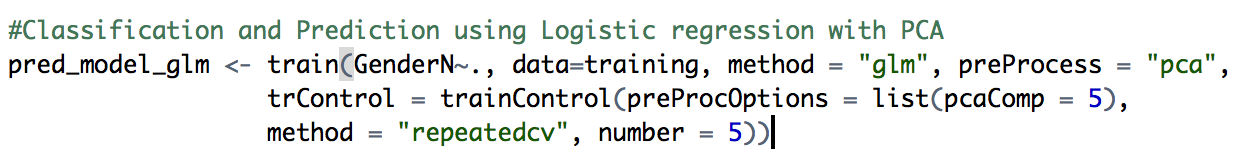 #Classification and Prediction using Logistic regression with PCA
pred_model_glm <- train(GenderN~., data=training, method = "glm", preProcess = "pca",
trControl = trainControl(preProcOptions = list(pcaComp = 5),
method = "repeatedcv", number = 5))